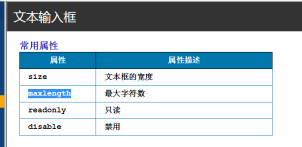 文本输入框
常用属性
属性 属性描述
size 文本框的宽度
maxlength 最大字符数
readonly 只读
disable 禁用